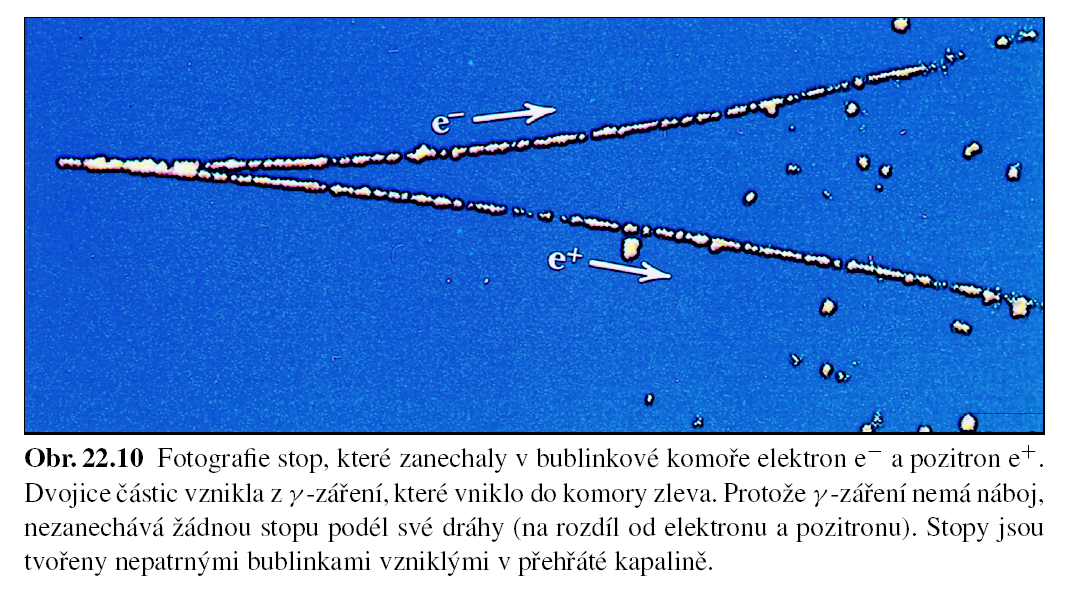 e⁻
e⁺
Obr. 22.10 Fotografie stop, které zanechaly v bublinkové komoře elektron e⁻ a pozitron e⁺.
Dvojice částic vznikla z γ-záření, které vniklo do komory zleva. Protože γ-záření nemá náboj,
nezanechává žádnou stopu podél své dráhy (na rozdíl od elektronu a pozitronu). Stopy jsou
tvořeny nepatrnými bublinkami vzniklými v přehřáté kapalině.